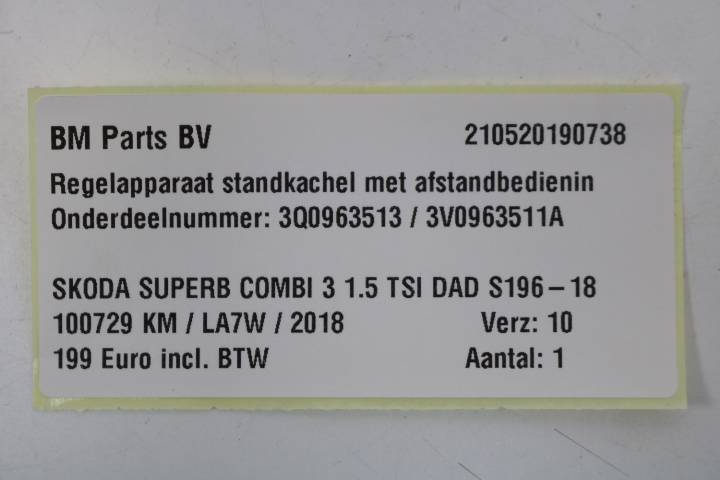 BM Parts BV 210520190738
Regelapparaat standkachel met afstandbedienin
Onderdeelnummer: 3Q0963513 / 3V0963511A
SKODA SUPERB COMBI 3 1.5 TSI DAD S196-18
100729 KM / LA7W / 2018 Verz: 10
199 Euro incl. BTW Aantal: 1